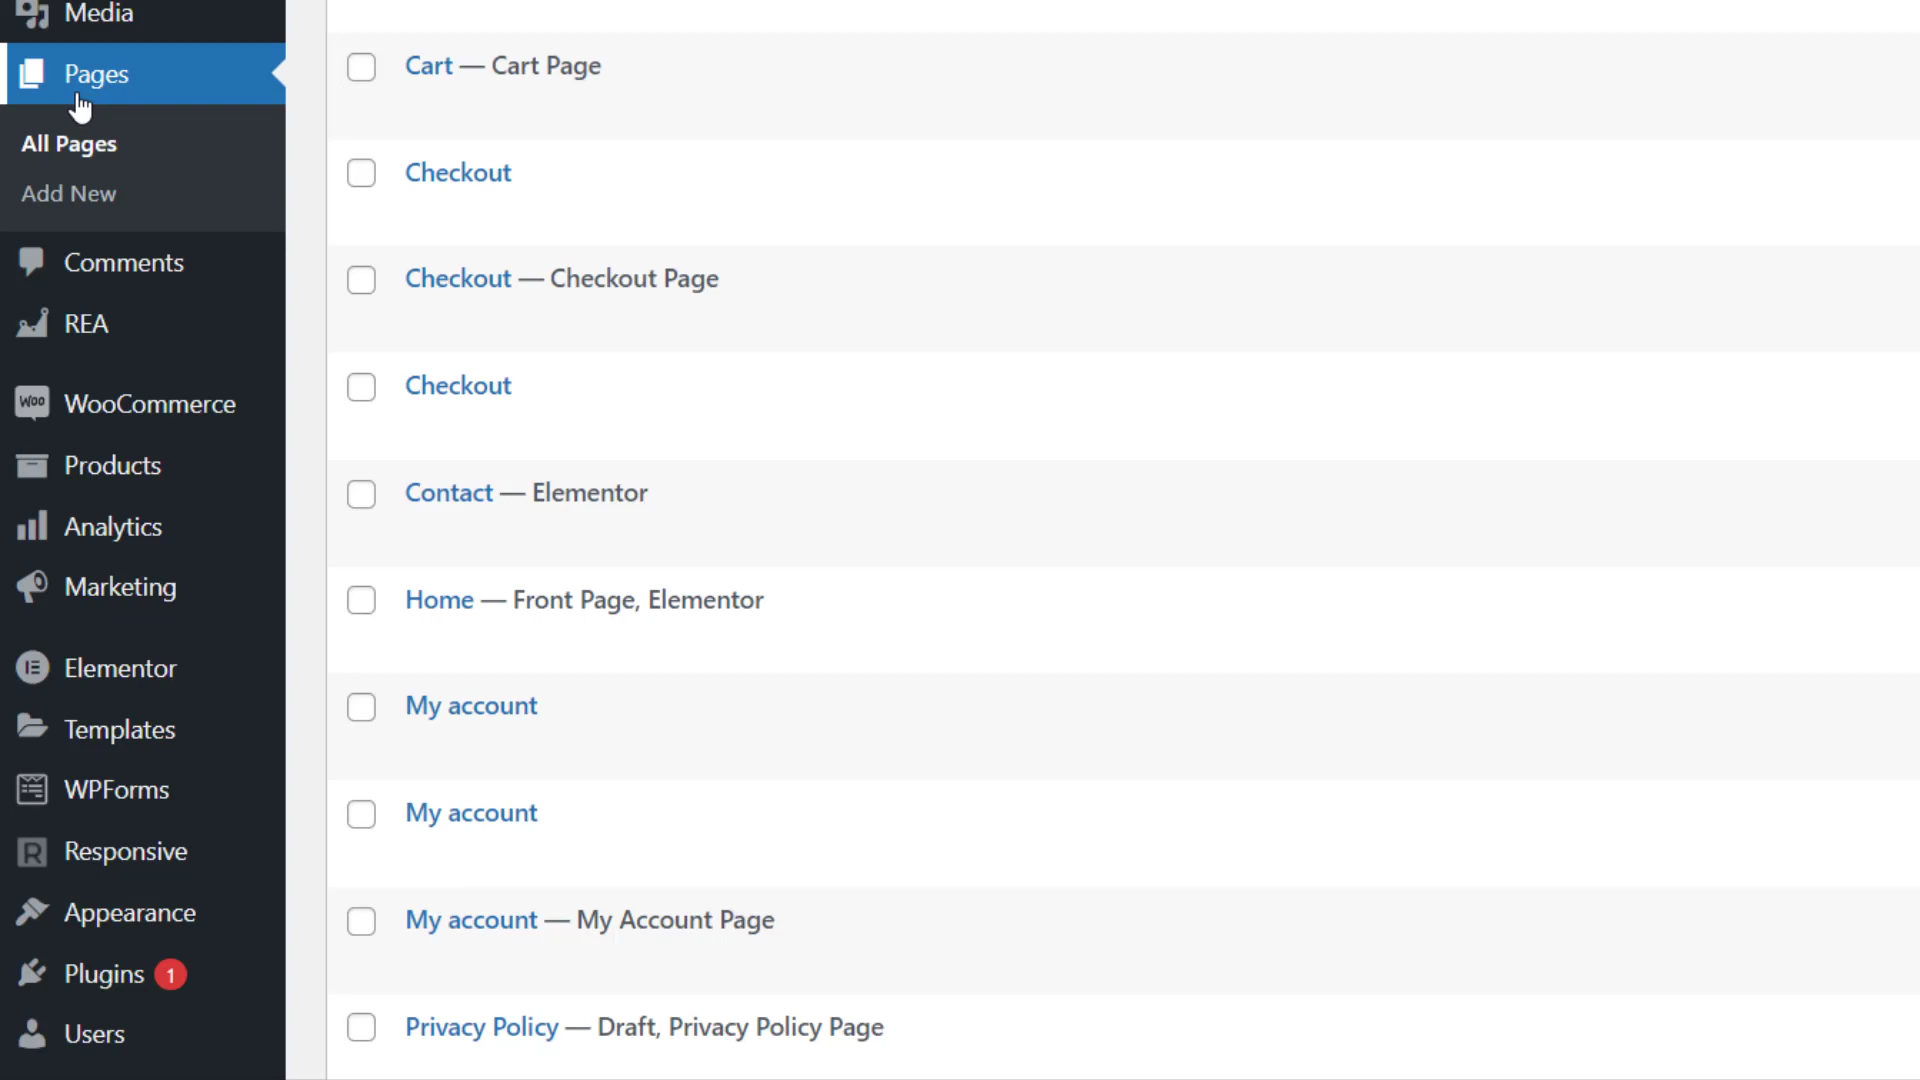 Media
Pages
All Pages
Add New
Comments
REA
Woo WooCommerce
Products
Analytics
Marketing
Elementor
Templates
WPForms
R Responsive
Appearance
Plugins 1
Users
Cart — Cart Page
Checkout
Checkout — Checkout Page
Checkout
Contact — Elementor
Home — Front Page, Elementor
My account
My account
My account — My Account Page
Privacy Policy — Draft, Privacy Policy Page